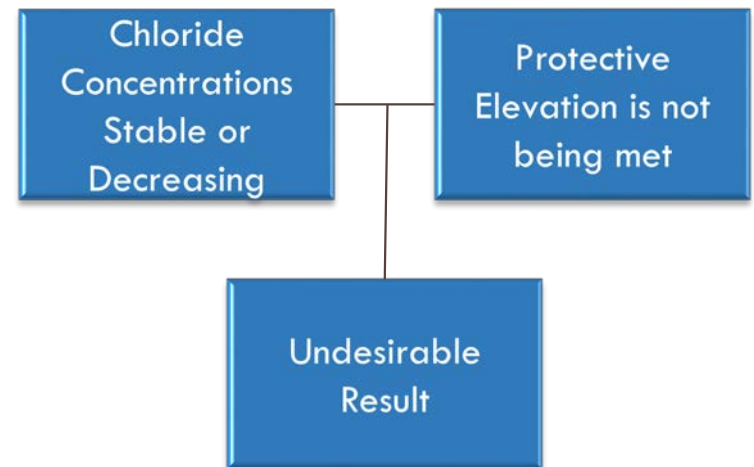 Chloride
Concentrations
Stable or
Decreasing
Protective
Elevation is not
being met
Undesirable
Result